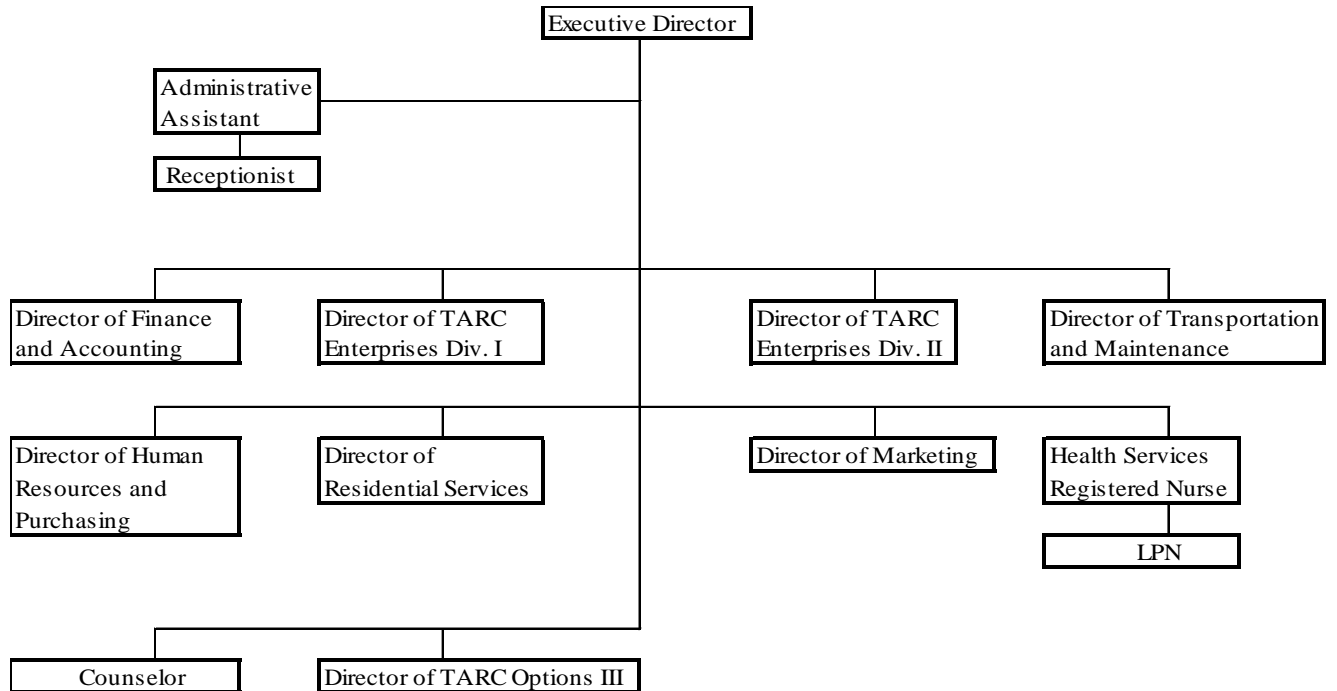 Executive Director
Administrative
Assistant
Receptionist
Director of Finance
and Accounting
Director of TARC
Enterprises Div. I
Director of TARC
Enterprises Div. II
Director of Transportation
and Maintenance
Director of Human
Resources and
Purchasing
Director of
Residential Services
Director of Marketing
Health Services
Registered Nurse
LPN
Counselor
Director of TARC Options III